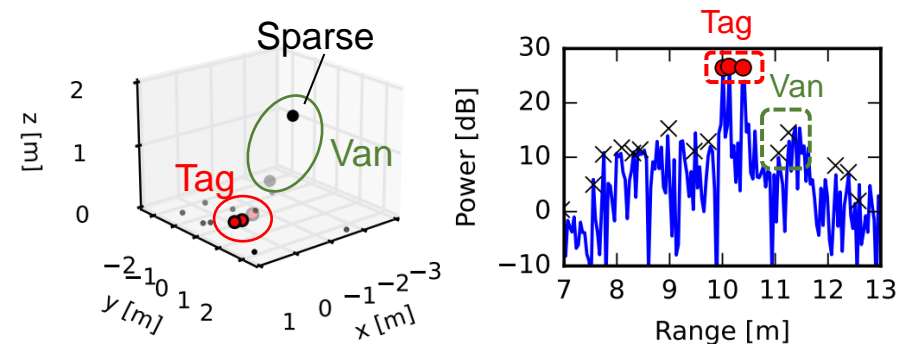 Sparse
Van
Tag
2
1
0
z [m]
−2
−1
0
1
2
y [m]
1
0
−1
−2
−3
x [m]
Tag
Van
30
20
10
0
−10
Power [dB]
7 8 9 10 11 12 13
Range [m]